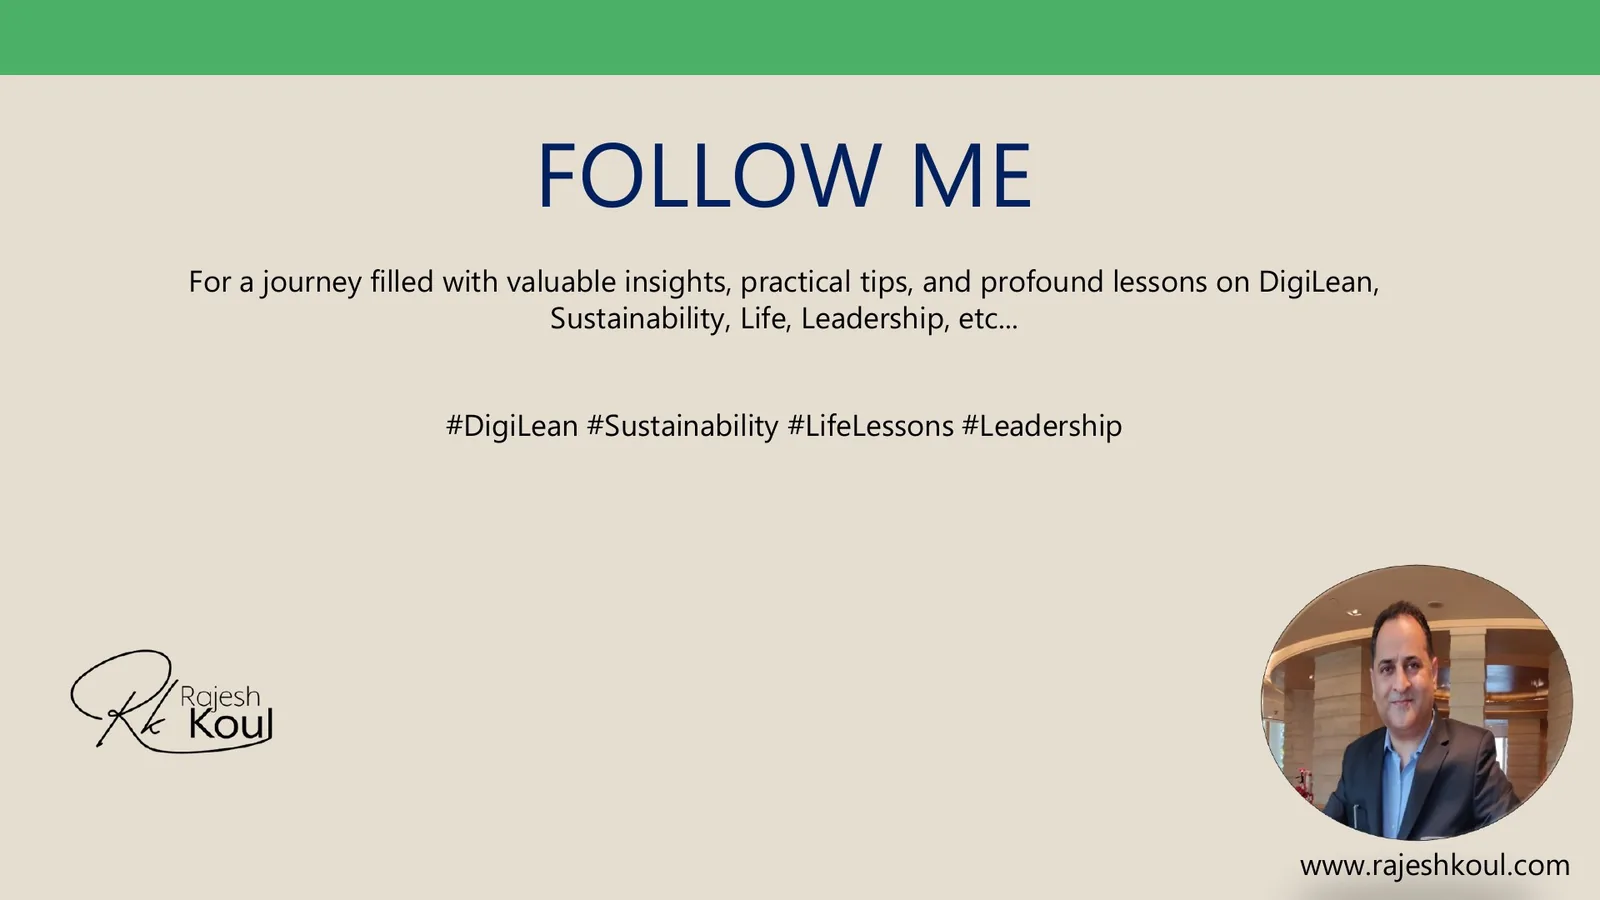 FOLLOW ME
For a journey filled with valuable insights, practical tips, and profound lessons on DigiLean,
Sustainability, Life, Leadership, etc...
#DigiLean #Sustainability #LifeLessons #Leadership
Rk Rajesh
Koul
www.rajeshkoul.com